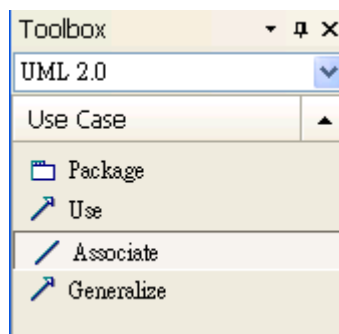 Toolbox
UML 2.0
Use Case
Package
Use
Associate
Generalize